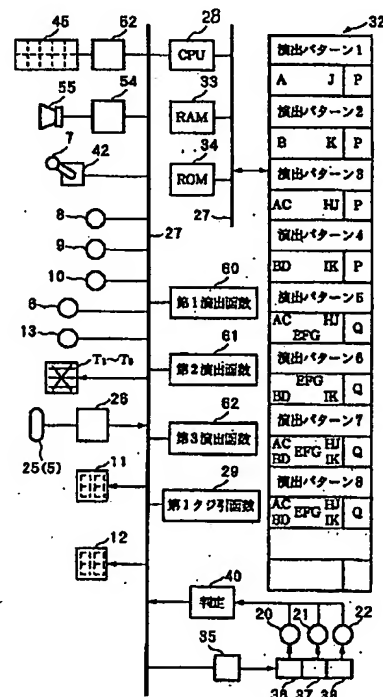 45
52
28
CPU
32
演出パターン1
A J P
55
54
33
RAM
演出パターン2
B K P
7
42
34
ROM
演出パターン3
AC HJ P
8
27
27
演出パターン4
BD IK P
9
10
60
第1演出函数
演出パターン5
AC HJ
EFG Q
6
13
61
第2演出函数
演出パターン6
EFG
BD IK Q
T₁~T₈
62
第3演出函数
演出パターン7
AC HJ
BD EFG IK Q
26
25(5)
29
第1タジ引函数
演出パターン8
AC HJ
BD EFG IK Q
11
12
40
判定
20 21 22
35
36 37 38